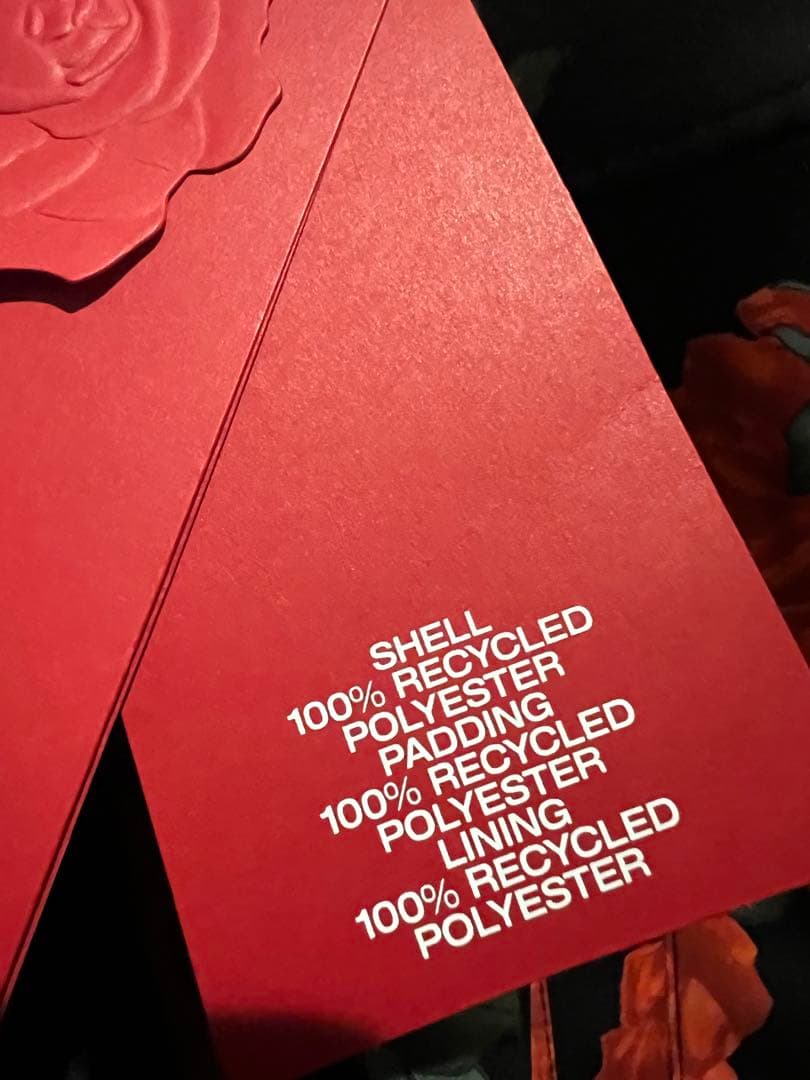 SHELL
100% RECYCLED
POLYESTER
PADDING
100% RECYCLED
POLYESTER
LINING
100% RECYCLED
POLYESTER